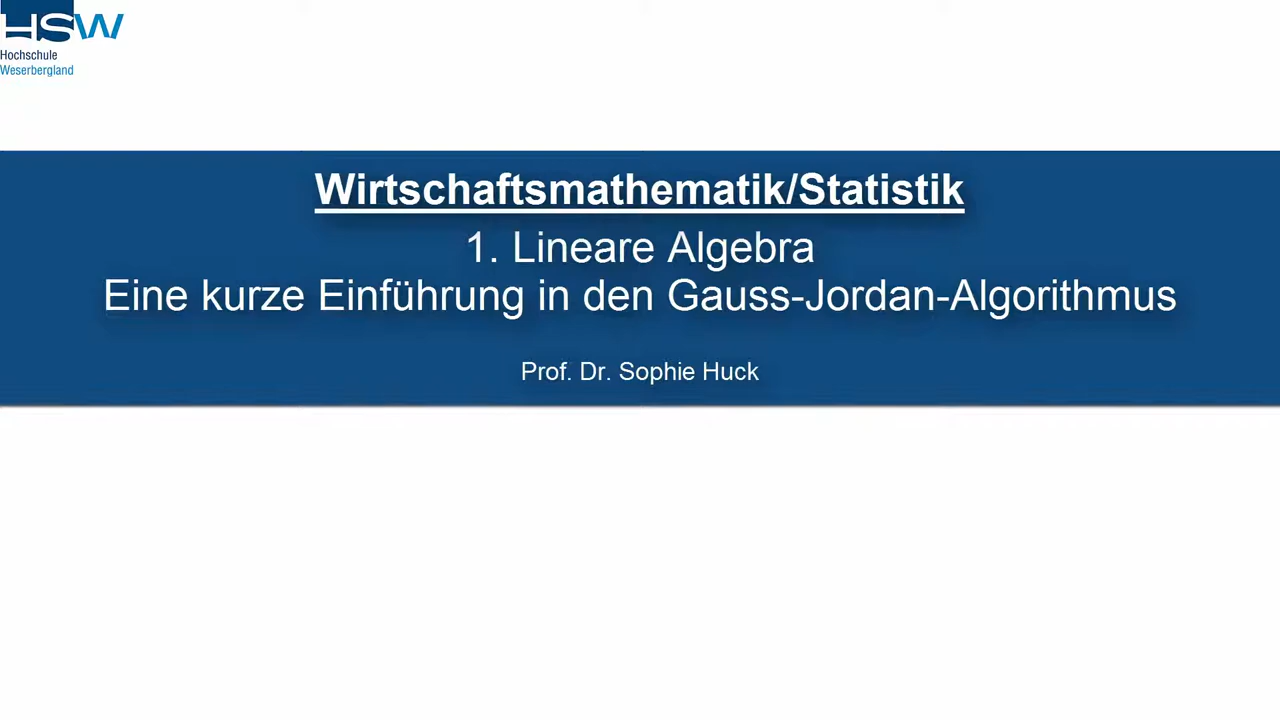 HSW
Hochschule
Weserbergland
Wirtschaftsmathematik/Statistik
1. Lineare Algebra
Eine kurze Einführung in den Gauss-Jordan-Algorithmus
Prof. Dr. Sophie Huck